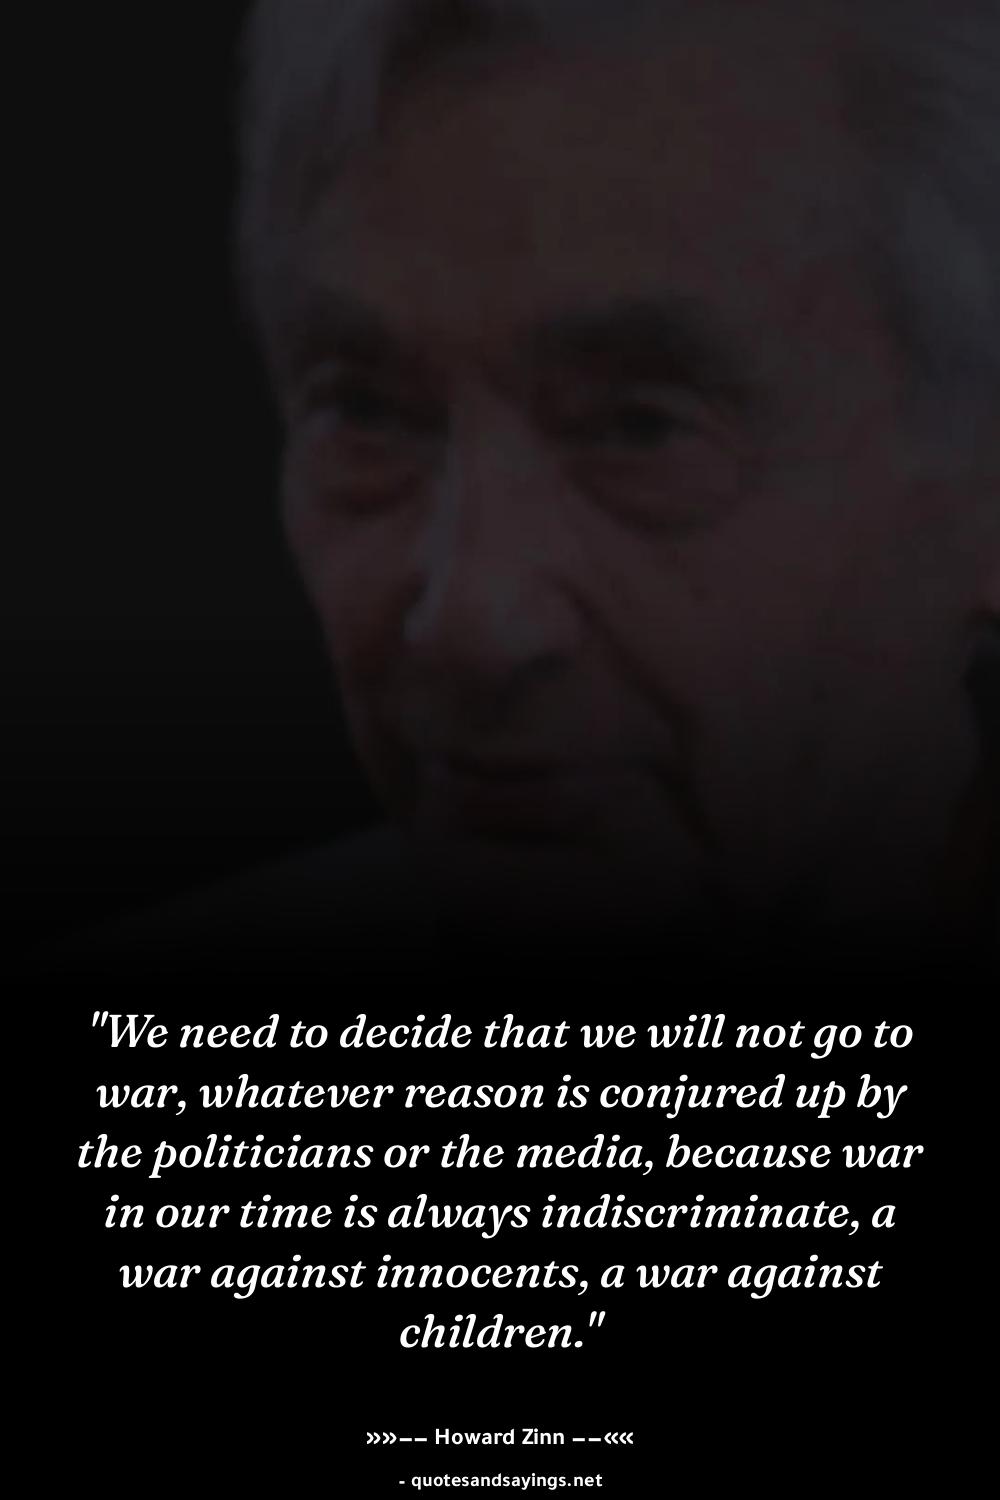 "We need to decide that we will not go to
war, whatever reason is conjured up by
the politicians or the media, because war
in our time is always indiscriminate, a
war against innocents, a war against
children."
»»−− Howard Zinn −−««
- quotesandsayings.net